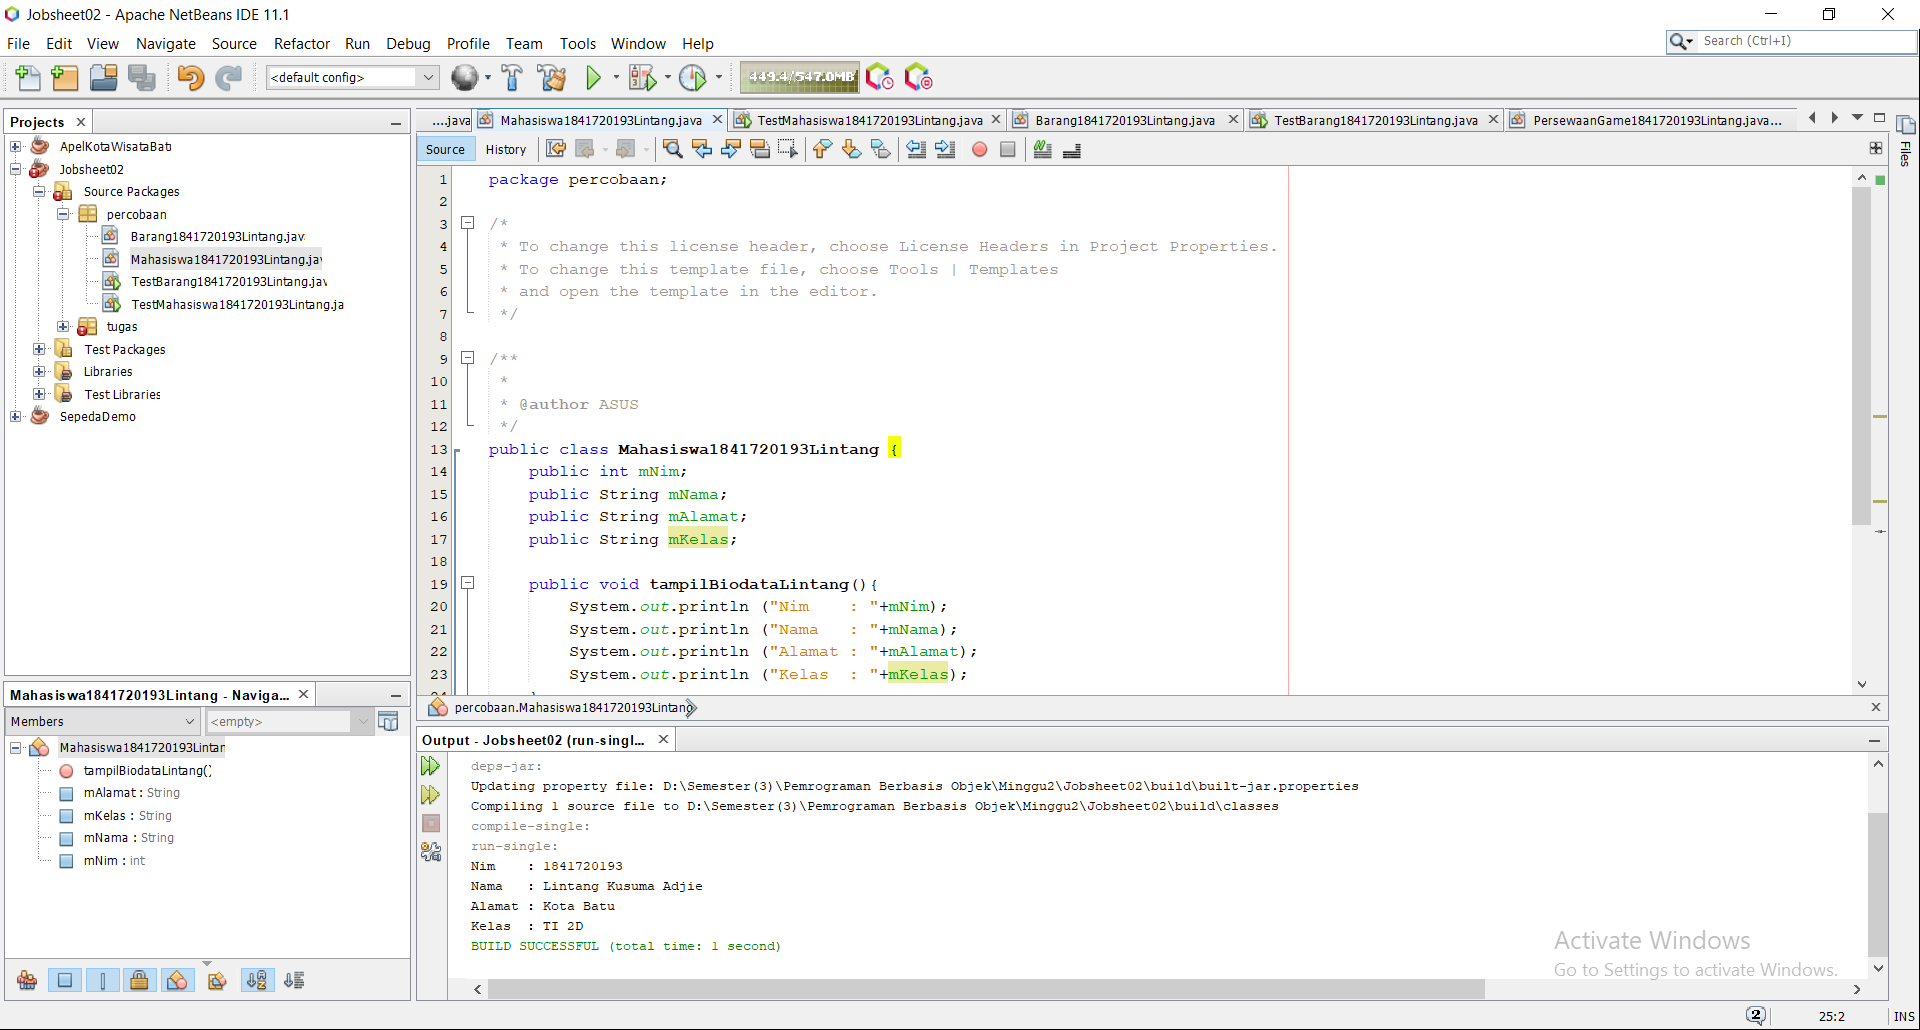 Jobsheet02 - Apache NetBeans IDE 11.1
File Edit View Navigate Source Refactor Run Debug Profile Team Tools Window Help
Search (Ctrl+I)
<default config>
449.4/547.0MB
Projects
ApelKotaWisataBatu
Jobsheet02
Source Packages
percobaan
Barang1841720193Lintang.jav
Mahasiswa1841720193Lintang.jav
TestBarang1841720193Lintang.jav
TestMahasiswa1841720193Lintang.ja
tugas
Test Packages
Libraries
Test Libraries
SepedaDemo
....java Mahasiswa1841720193Lintang.java TestMahasiswa1841720193Lintang.java Barang1841720193Lintang.java TestBarang1841720193Lintang.java PersewaanGame1841720193Lintang.java...
Files
Source History
1 package percobaan;
2
3 /*
4 * To change this license header, choose License Headers in Project Properties.
5 * To change this template file, choose Tools | Templates
6 * and open the template in the editor.
7 */
8
9 /**
10 *
11 * @author ASUS
12 */
13 public class Mahasiswa1841720193Lintang {
14 public int mNim;
15 public String mNama;
16 public String mAlamat;
17 public String mKelas;
18
19 public void tampilBiodataLintang(){
20 System.out.println ("Nim    : "+mNim);
21 System.out.println ("Nama   : "+mNama);
22 System.out.println ("Alamat : "+mAlamat);
23 System.out.println ("Kelas  : "+mKelas);
percobaan.Mahasiswa1841720193Lintang
Mahasiswa1841720193Lintang - Naviga...
Members <empty>
Mahasiswa1841720193Lintan
tampilBiodataLintang()
mAlamat : String
mKelas : String
mNama : String
mNim : int
Output - Jobsheet02 (run-singl...
deps-jar:
Updating property file: D:\Semester(3)\Pemrograman Berbasis Objek\Minggu2\Jobsheet02\build\built-jar.properties
Compiling 1 source file to D:\Semester(3)\Pemrograman Berbasis Objek\Minggu2\Jobsheet02\build\classes
compile-single:
run-single:
Nim    : 1841720193
Nama   : Lintang Kusuma Adjie
Alamat : Kota Batu
Kelas  : TI 2D
BUILD SUCCESSFUL (total time: 1 second)
Activate Windows
Go to Settings to activate Windows.
2 25:2 INS